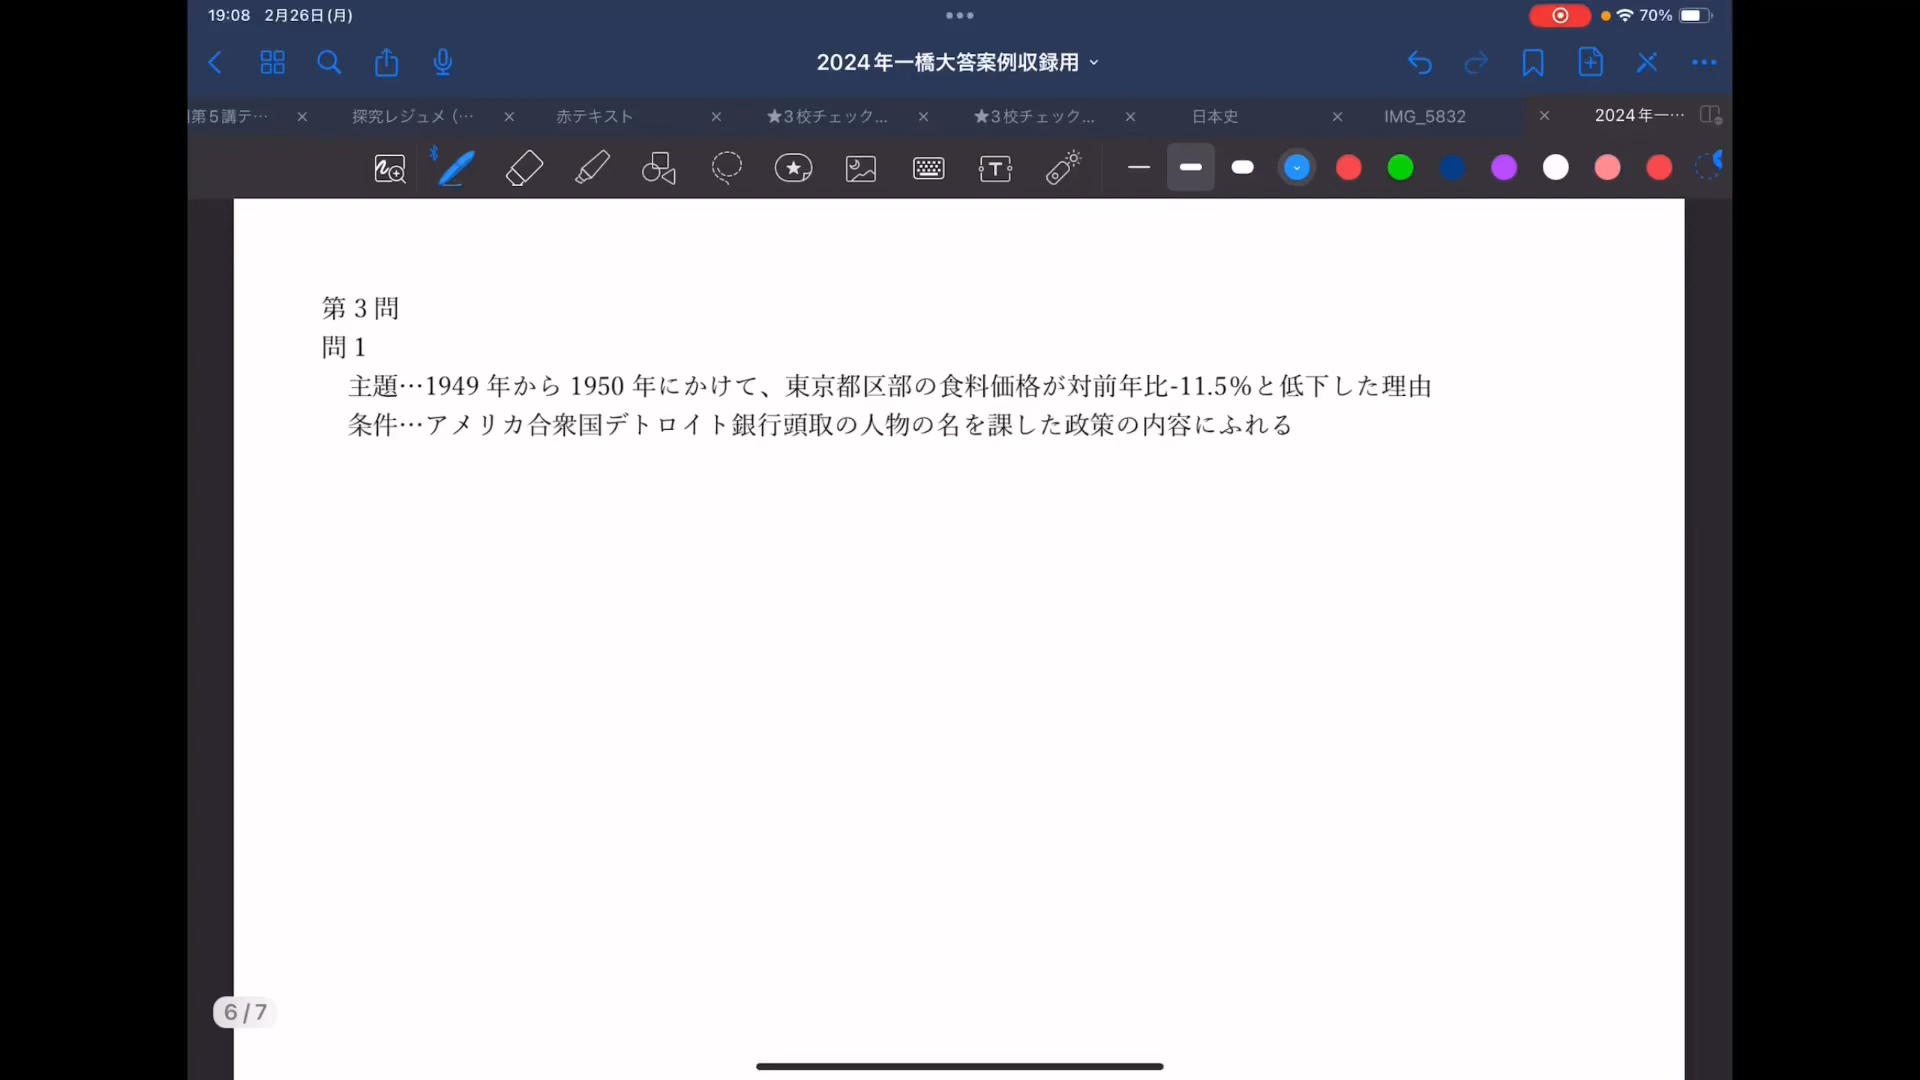 19:08 2月26日(月)
70%
2024年一橋大答案例収録用
第5講テ…
探究レジュメ (…
赤テキスト
★3校チェック…
★3校チェック…
日本史
IMG_5832
2024年一…
第3問
問1
主題…1949年から1950年にかけて、東京都区部の食料価格が対前年比-11.5%と低下した理由
条件…アメリカ合衆国デトロイト銀行頭取の人物の名を課した政策の内容にふれる
6/7